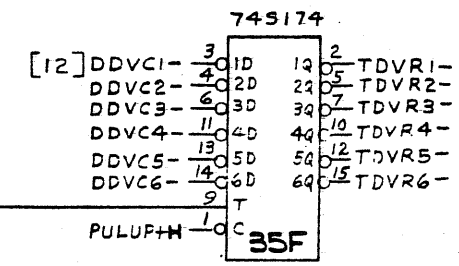 74S174
[12] DDVC1- 3 1D 1Q 2 TDVR1-
DDVC2- 4 2D 2Q 5 TDVR2-
DDVC3- 6 3D 3Q 7 TDVR3-
DDVC4- 11 4D 4Q 10 TDVR4-
DDVC5- 13 5D 5Q 12 TDVR5-
DDVC6- 14 6D 6Q 15 TDVR6-
9 T
PULUP+H 1 C 35F